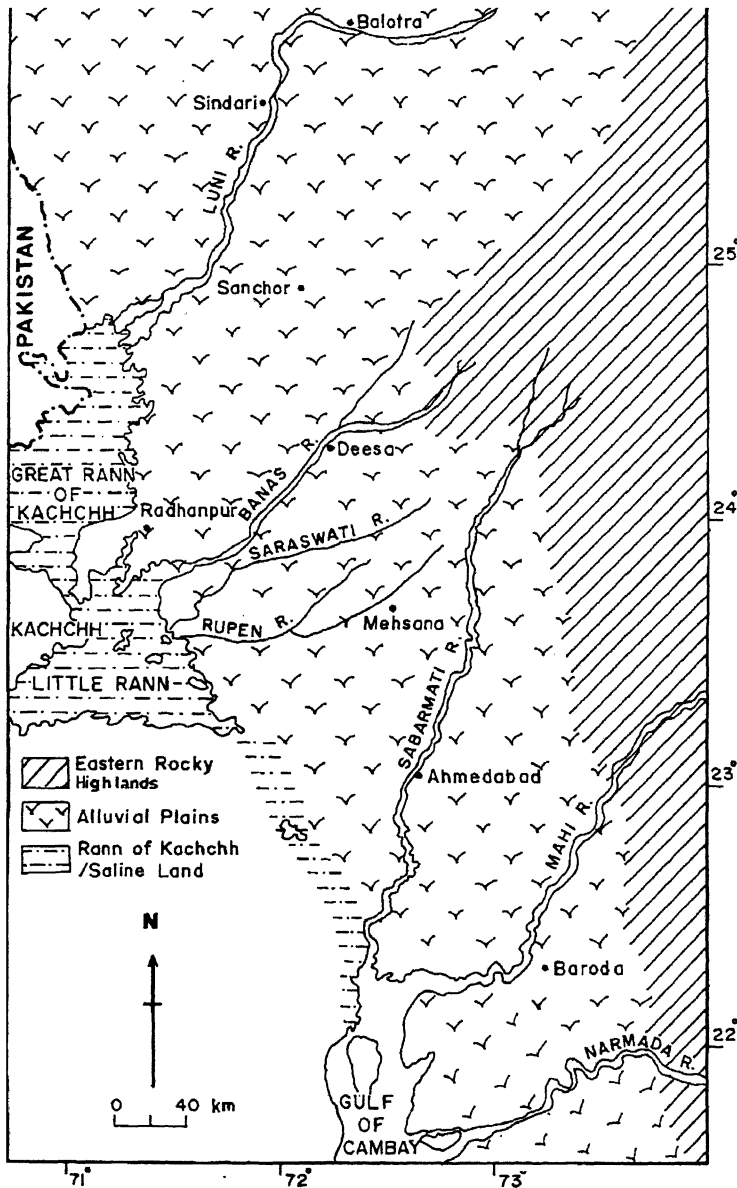 Balotra
Sindari
LUNI R.
25°
PAKISTAN
Sanchor
Deesa
BANAS R.
GREAT RANN
OF
KACHCHH
Radhanpur
24°
SARASWATI R.
KACHCHH
RUPEN R.
Mehsana
LITTLE RANN
SABARMATI R.
Eastern Rocky
Highlands
Ahmedabad
23°
Alluvial Plains
MAHI R.
Rann of Kachchh
/Saline Land
N
Baroda
22°
NARMADA R.
0 40 km
GULF
OF
CAMBAY
71° 72° 73°